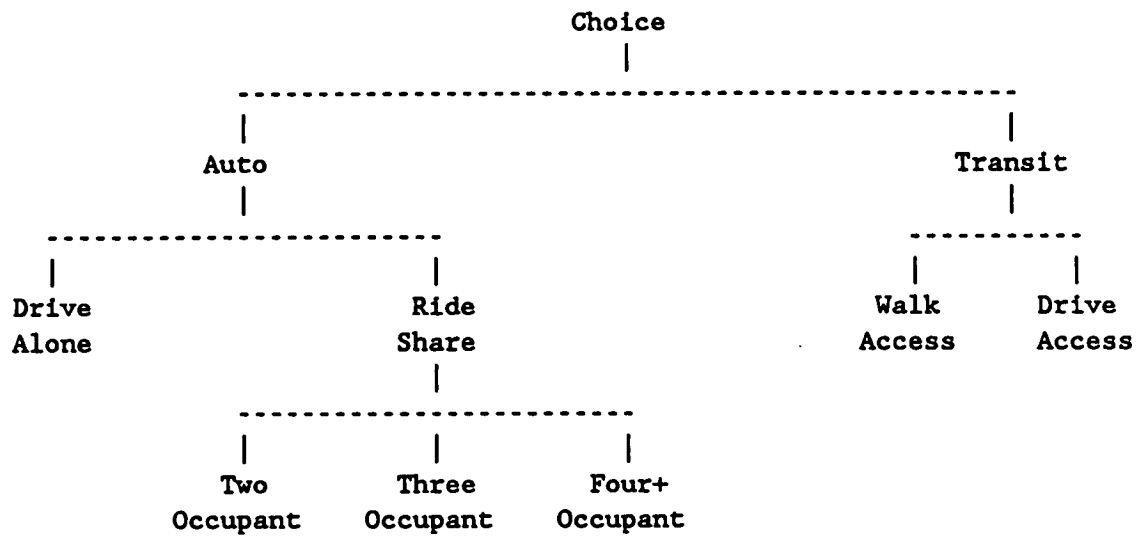 Choice
Auto Transit
Drive Ride Walk Drive
Alone Share Access Access
Two Three Four+
Occupant Occupant Occupant